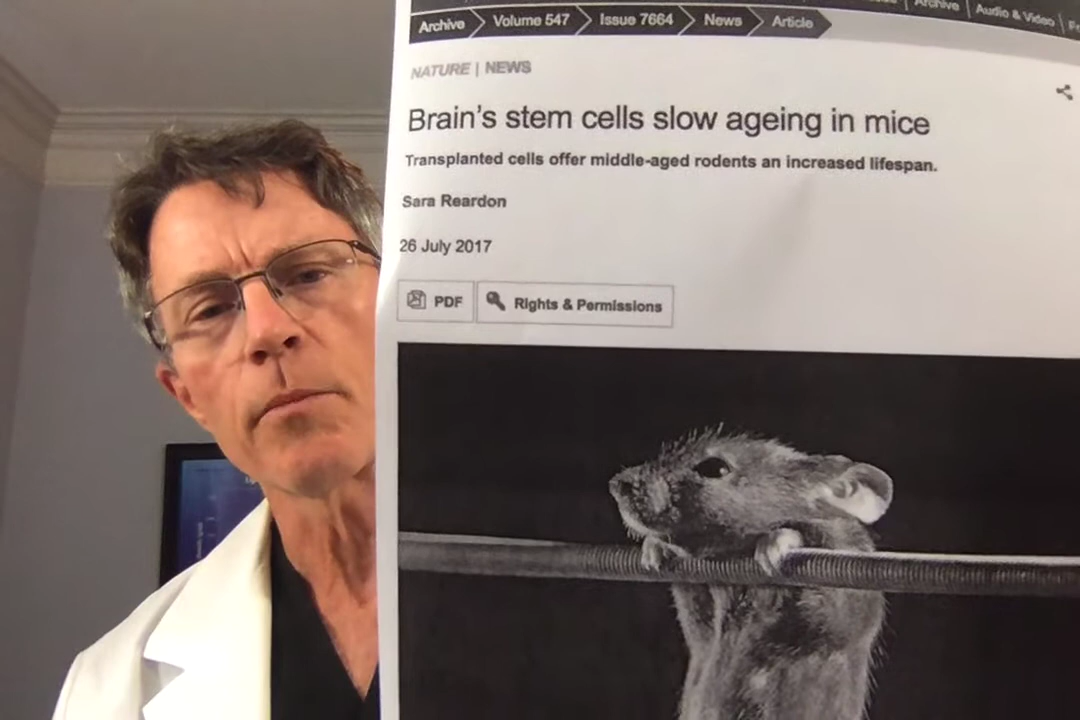 Archive | Audio & Video |
Archive Volume 547 Issue 7664 News Article
NATURE | NEWS
Brain's stem cells slow ageing in mice
Transplanted cells offer middle-aged rodents an increased lifespan.
Sara Reardon
26 July 2017
PDF Rights & Permissions